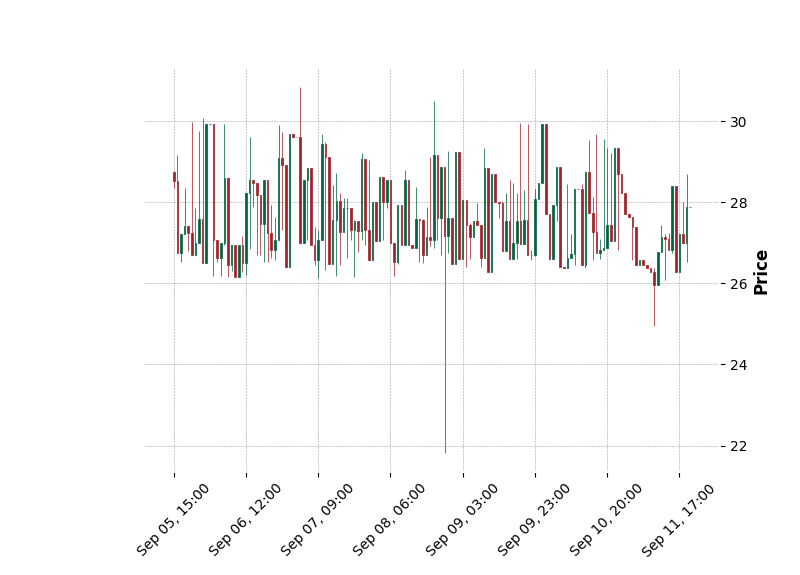 30
28
26
24
22
Price
Sep 05, 15:00
Sep 06, 12:00
Sep 07, 09:00
Sep 08, 06:00
Sep 09, 03:00
Sep 09, 23:00
Sep 10, 20:00
Sep 11, 17:00